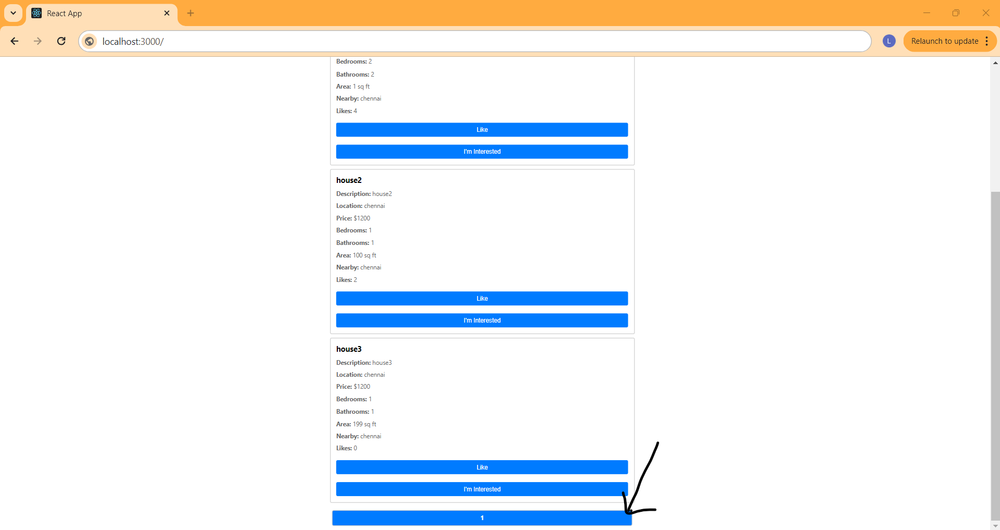 React App
localhost:3000/
L
Relaunch to update
Bedrooms: 2
Bathrooms: 2
Area: 1 sq ft
Nearby: chennai
Likes: 4
Like
I'm Interested
house2
Description: house2
Location: chennai
Price: $1200
Bedrooms: 1
Bathrooms: 1
Area: 100 sq ft
Nearby: chennai
Likes: 2
Like
I'm Interested
house3
Description: house3
Location: chennai
Price: $1200
Bedrooms: 1
Bathrooms: 1
Area: 199 sq ft
Nearby: chennai
Likes: 0
Like
I'm Interested
1